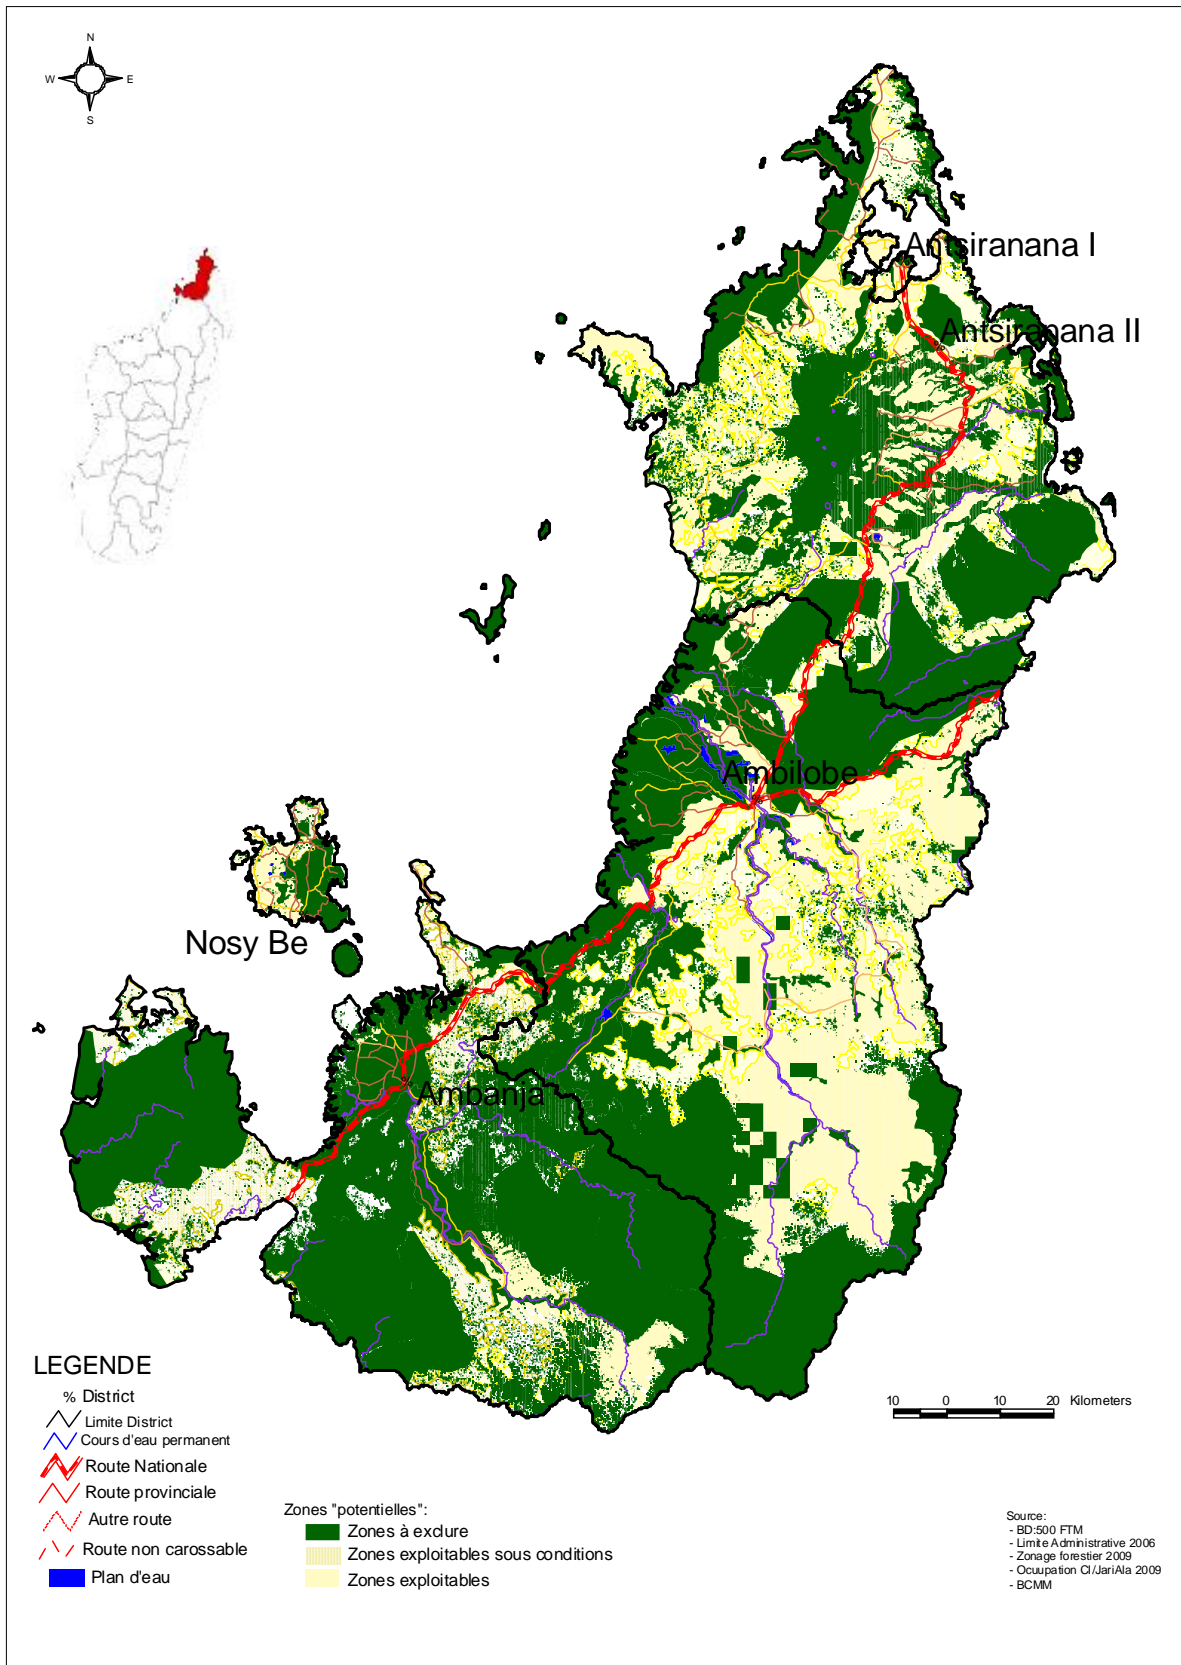 N
W
E
S
Antsiranana I
Antsiranana II
Ambilobe
Nosy Be
Ambanja
LEGENDE
% District
Limite District
Cours d'eau permanent
Route Nationale
Route provinciale
Autre route
Route non carossable
Plan d'eau
Zones "potentielles":
Zones à exclure
Zones exploitables sous conditions
Zones exploitables
10 0 10 20 Kilometers
Source:
- BD:500 FTM
- Limite Administrative 2006
- Zonage forestier 2009
- Ocuupation CI/JariAla 2009
- BCMM